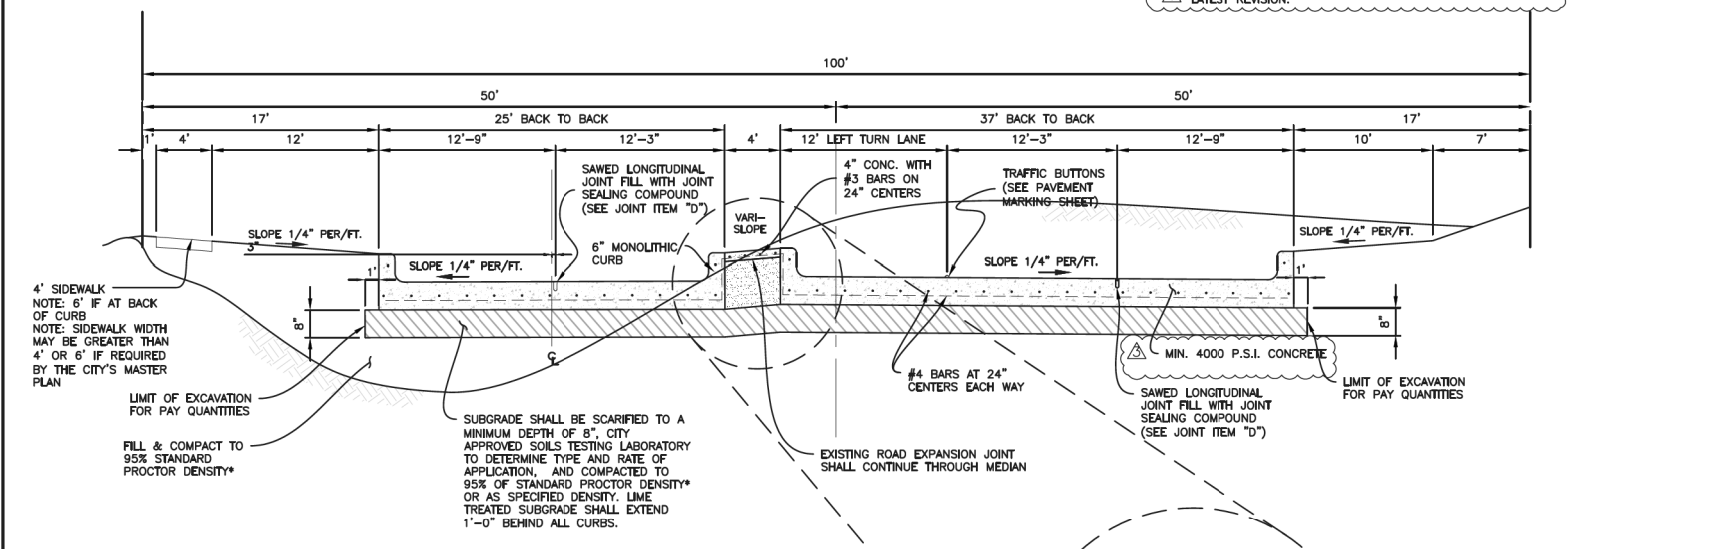 LATEST REVISION.
100'
50'
50'
17'
25' BACK TO BACK
37' BACK TO BACK
17'
1'
4'
12'
12'-9"
12'-3"
4'
12' LEFT TURN LANE
12'-3"
12'-9"
10'
7'
SAWED LONGITUDINAL
JOINT FILL WITH JOINT
SEALING COMPOUND
(SEE JOINT ITEM "D")
4" CONC. WITH
#3 BARS ON
24" CENTERS
TRAFFIC BUTTONS
(SEE PAVEMENT
MARKING SHEET)
VARI-
SLOPE
SLOPE 1/4" PER/FT.
3"
6" MONOLITHIC
CURB
SLOPE 1/4" PER/FT.
SLOPE 1/4" PER/FT.
SLOPE 1/4" PER/FT.
1'
1'
4' SIDEWALK
NOTE: 6' IF AT BACK
OF CURB
NOTE: SIDEWALK WIDTH
MAY BE GREATER THAN
4' OR 6' IF REQUIRED
BY THE CITY'S MASTER
PLAN
8"
8"
℄
3
MIN. 4000 P.S.I. CONCRETE
#4 BARS AT 24"
CENTERS EACH WAY
LIMIT OF EXCAVATION
FOR PAY QUANTITIES
LIMIT OF EXCAVATION
FOR PAY QUANTITIES
SAWED LONGITUDINAL
JOINT FILL WITH JOINT
SEALING COMPOUND
(SEE JOINT ITEM "D")
FILL & COMPACT TO
95% STANDARD
PROCTOR DENSITY*
SUBGRADE SHALL BE SCARIFIED TO A
MINIMUM DEPTH OF 8", CITY
APPROVED SOILS TESTING LABORATORY
TO DETERMINE TYPE AND RATE OF
APPLICATION, AND COMPACTED TO
95% OF STANDARD PROCTOR DENSITY*
OR AS SPECIFIED DENSITY. LIME
TREATED SUBGRADE SHALL EXTEND
1'-0" BEHIND ALL CURBS.
EXISTING ROAD EXPANSION JOINT
SHALL CONTINUE THROUGH MEDIAN